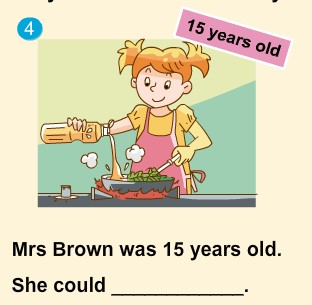 4
15 years old
Mrs Brown was 15 years old.
She could ____________.